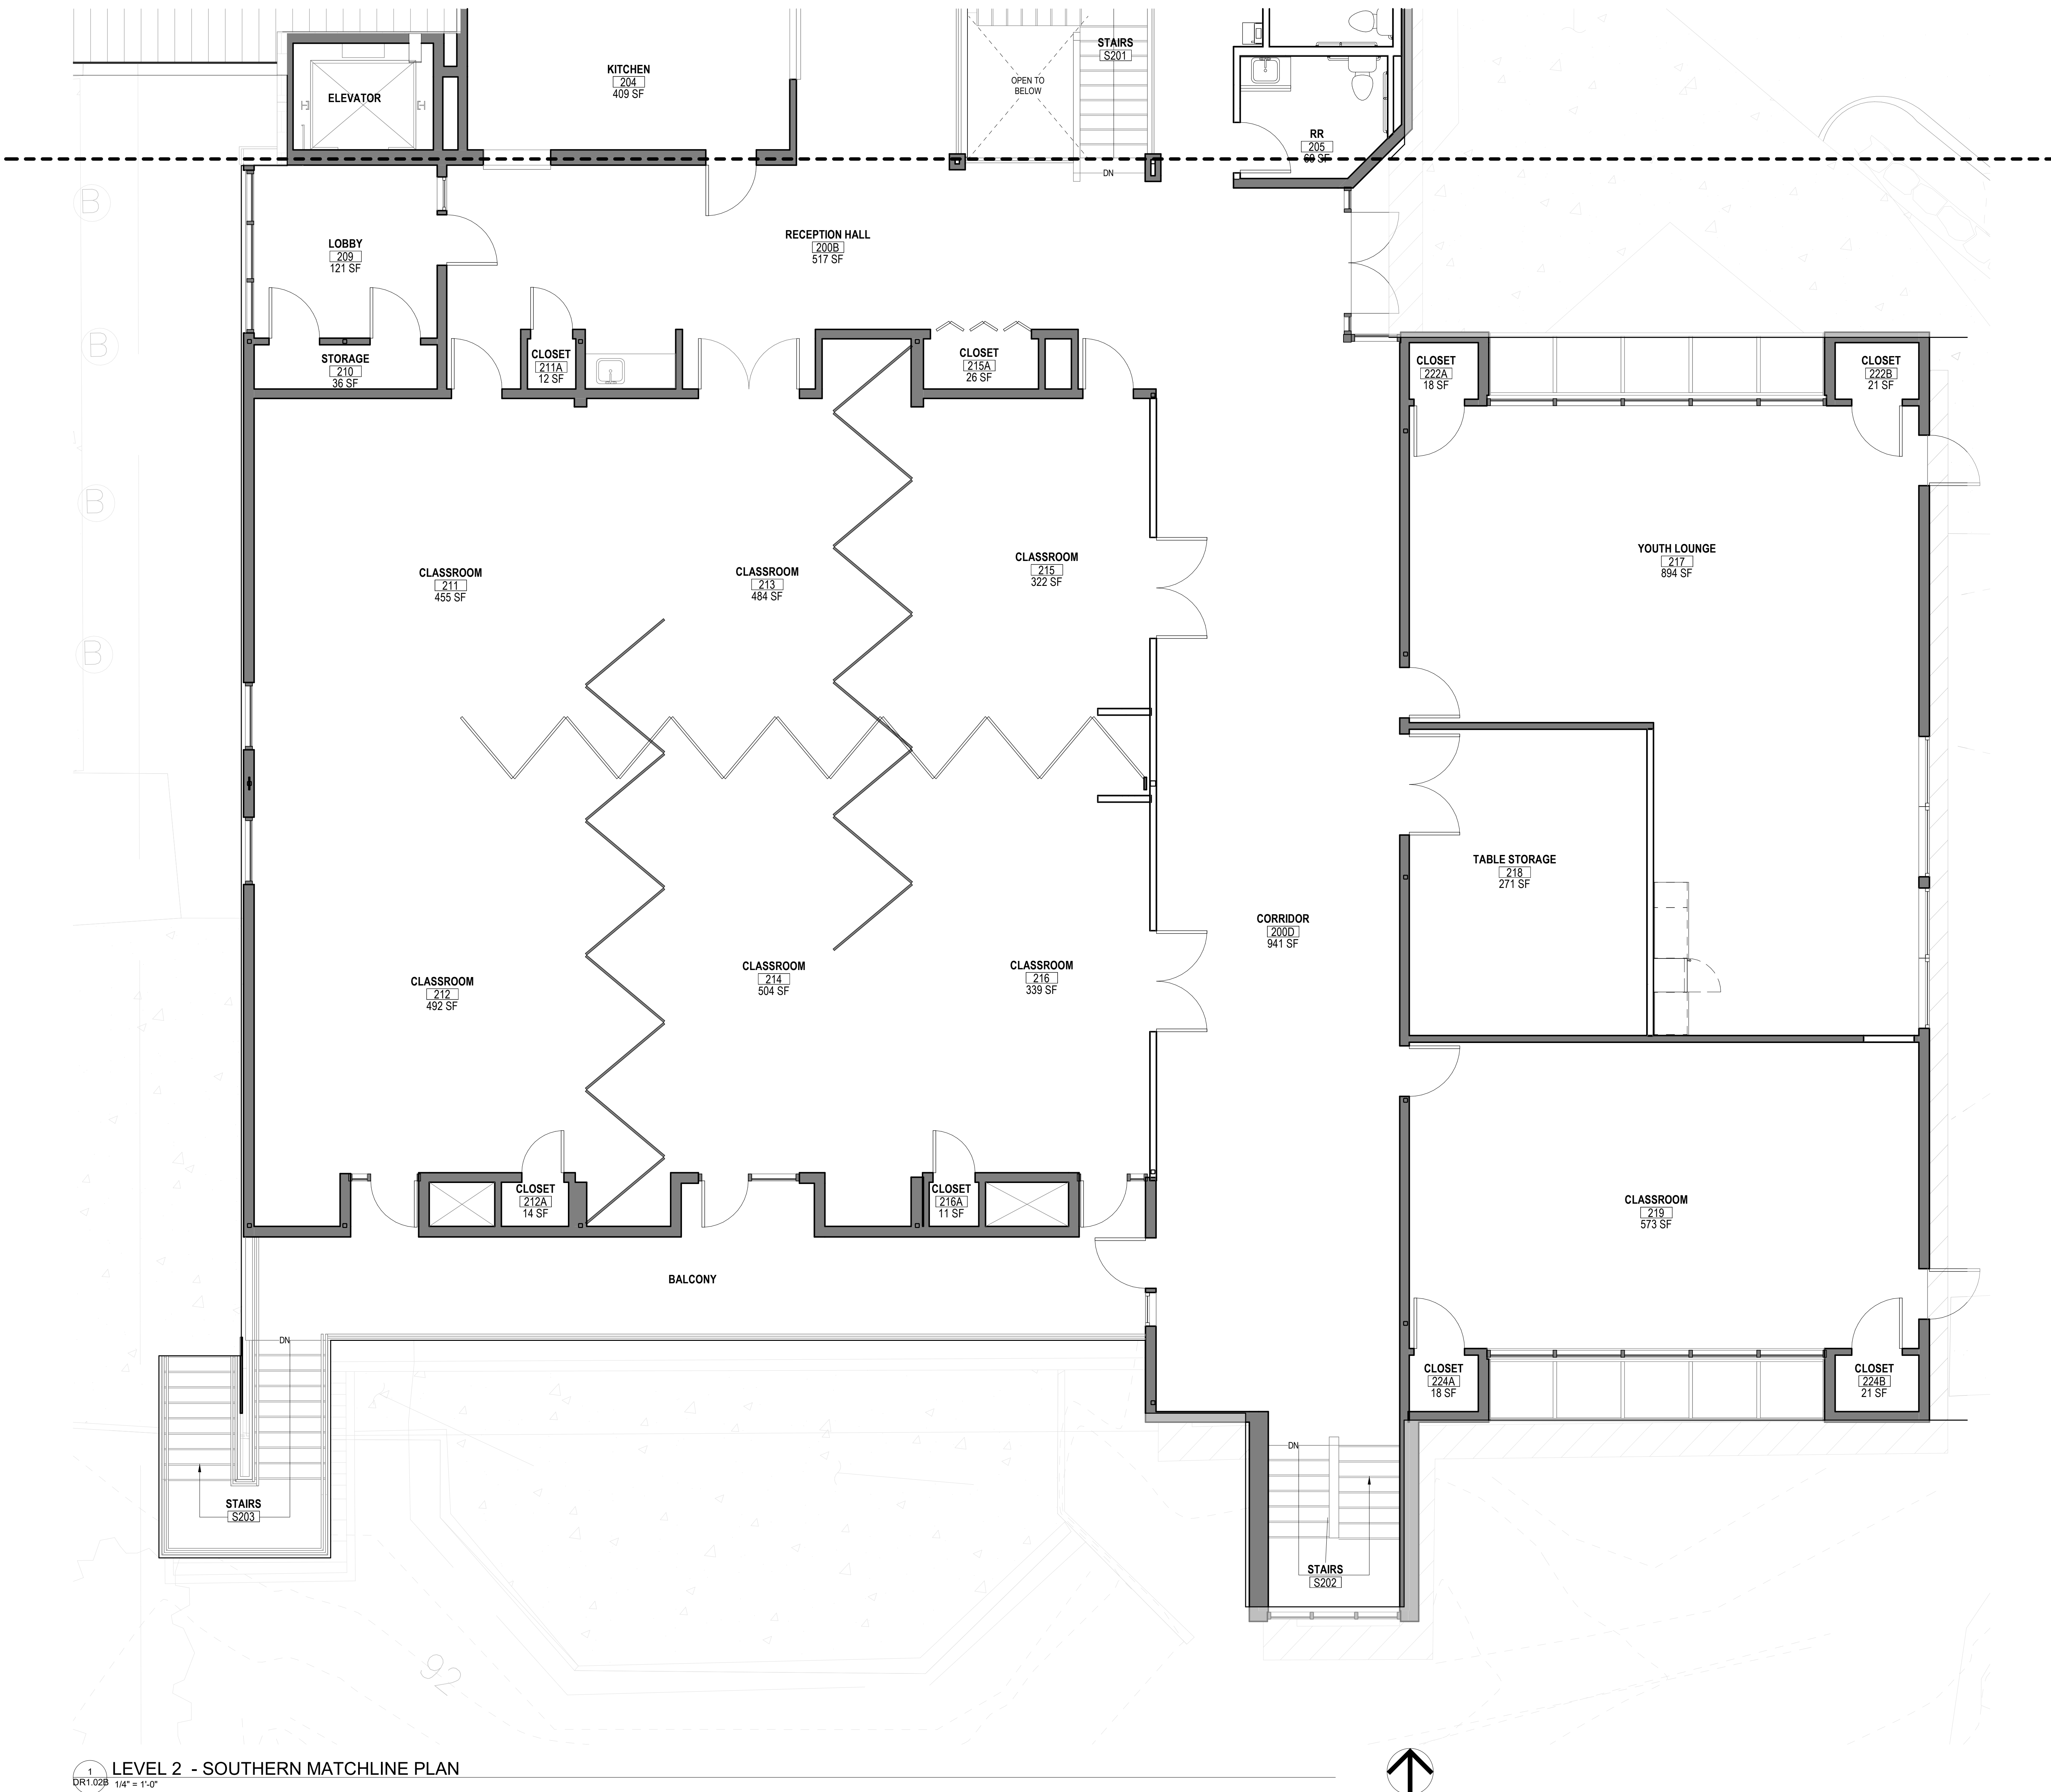 STAIRS
S201
KITCHEN
204
409 SF
OPEN TO
BELOW
ELEVATOR
RR
205
60 SF
DN
B
RECEPTION HALL
200B
517 SF
LOBBY
209
121 SF
B
STORAGE
210
36 SF
CLOSET
211A
12 SF
CLOSET
215A
26 SF
CLOSET
222A
18 SF
CLOSET
222B
21 SF
B
YOUTH LOUNGE
217
894 SF
CLASSROOM
211
455 SF
CLASSROOM
213
484 SF
CLASSROOM
215
322 SF
B
TABLE STORAGE
218
271 SF
CORRIDOR
200D
941 SF
CLASSROOM
212
492 SF
CLASSROOM
214
504 SF
CLASSROOM
216
339 SF
CLOSET
212A
14 SF
CLOSET
216A
11 SF
CLASSROOM
219
573 SF
BALCONY
DN
CLOSET
224A
18 SF
CLOSET
224B
21 SF
DN
STAIRS
S203
STAIRS
S202
92
1
DR1.02B
LEVEL 2 - SOUTHERN MATCHLINE PLAN
1/4" = 1'-0"